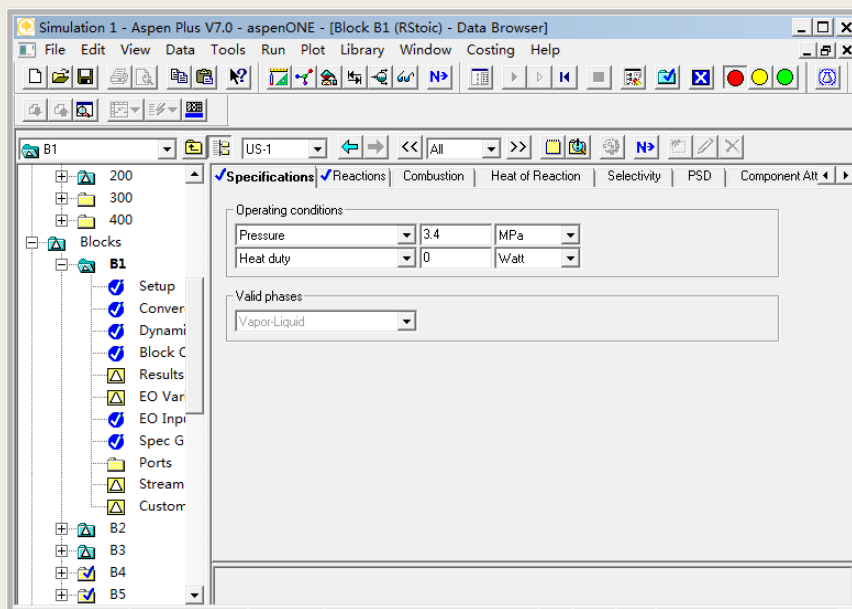 Simulation 1 - Aspen Plus V7.0 - aspenONE - [Block B1 (RStoic) - Data Browser]
File Edit View Data Tools Run Plot Library Window Costing Help
N>
B1 US-1 << All >> N>
200
300
400
Blocks
B1
Setup
Conver
Dynami
Block C
Results
EO Vari
EO Inpu
Spec G
Ports
Stream
Custom
B2
B3
B4
B5
Specifications Reactions Combustion Heat of Reaction Selectivity PSD Component Att
Operating conditions
Pressure 3.4 MPa
Heat duty 0 Watt
Valid phases
Vapor-Liquid